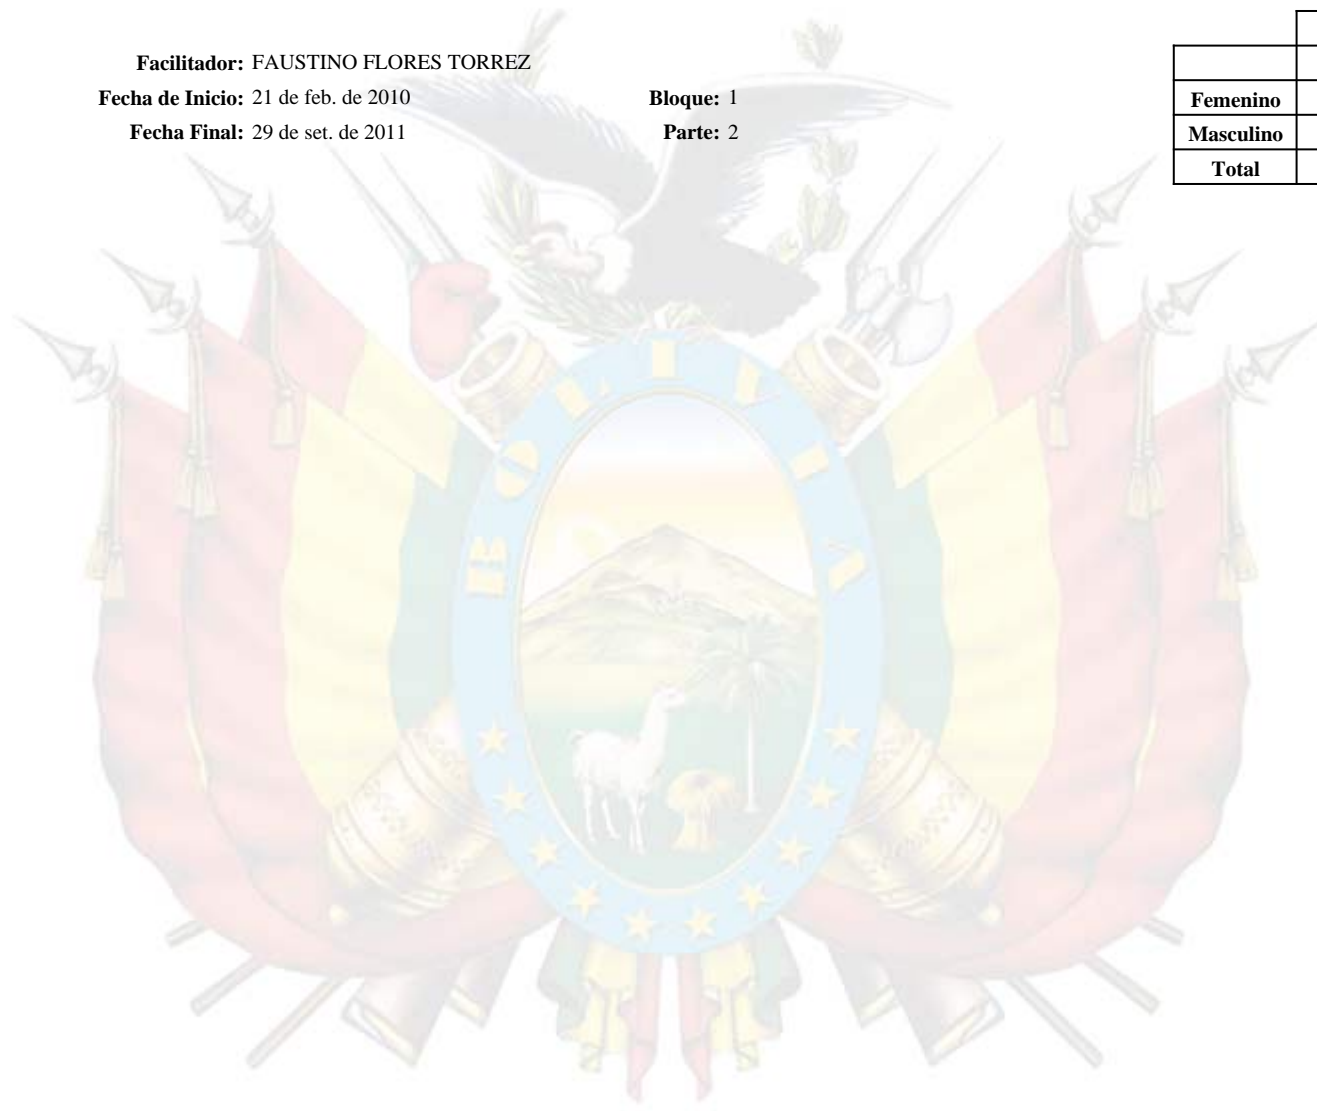 Facilitador: FAUSTINO FLORES TORREZ
Fecha de Inicio: 21 de feb. de 2010 Bloque: 1
Fecha Final: 29 de set. de 2011 Parte: 2
Femenino
Masculino
Total
BOLIVIA